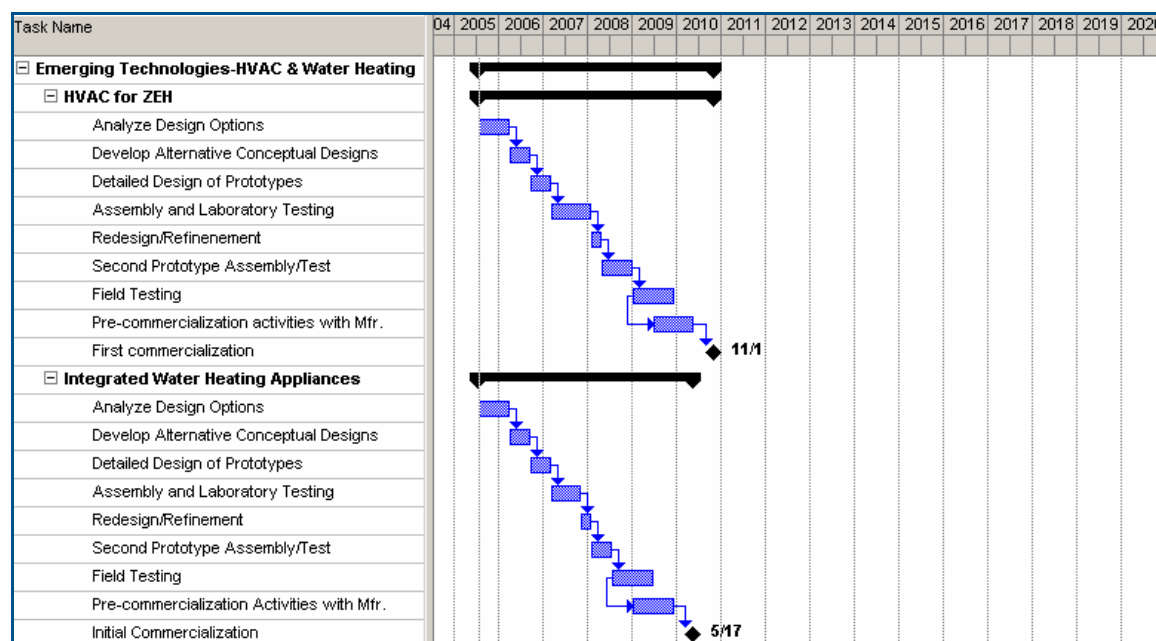 Task Name
04 2005 2006 2007 2008 2009 2010 2011 2012 2013 2014 2015 2016 2017 2018 2019 2020
Emerging Technologies-HVAC & Water Heating
HVAC for ZEH
Analyze Design Options
Develop Alternative Conceptual Designs
Detailed Design of Prototypes
Assembly and Laboratory Testing
Redesign/Refinenement
Second Prototype Assembly/Test
Field Testing
Pre-commercialization activities with Mfr.
First commercialization 11/1
Integrated Water Heating Appliances
Analyze Design Options
Develop Alternative Conceptual Designs
Detailed Design of Prototypes
Assembly and Laboratory Testing
Redesign/Refinement
Second Prototype Assembly/Test
Field Testing
Pre-commercialization Activities with Mfr.
Initial Commercialization 5/17